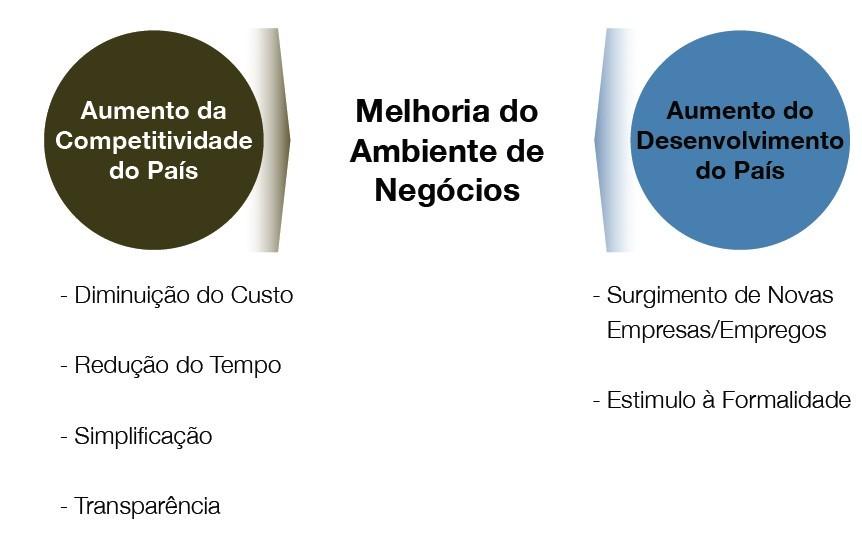 Aumento da
Competitividade
do País
Melhoria do
Ambiente de
Negócios
Aumento do
Desenvolvimento
do País
- Diminuição do Custo
- Redução do Tempo
- Simplificação
- Transparência
- Surgimento de Novas
Empresas/Empregos
- Estimulo à Formalidade